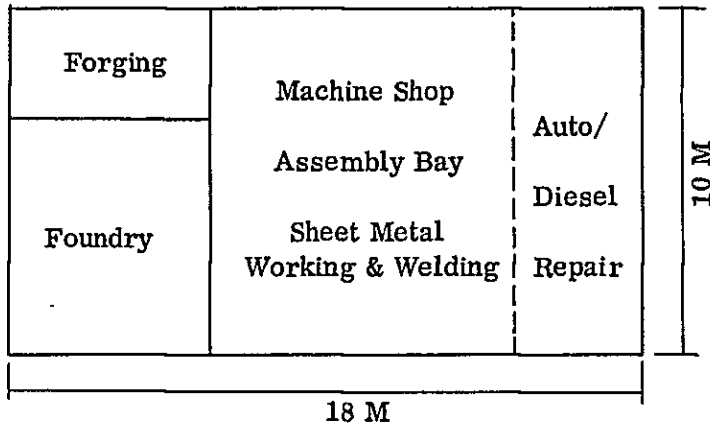 Forging
Foundry
Machine Shop
Assembly Bay
Sheet Metal
Working & Welding
Auto/
Diesel
Repair
10 M
18 M